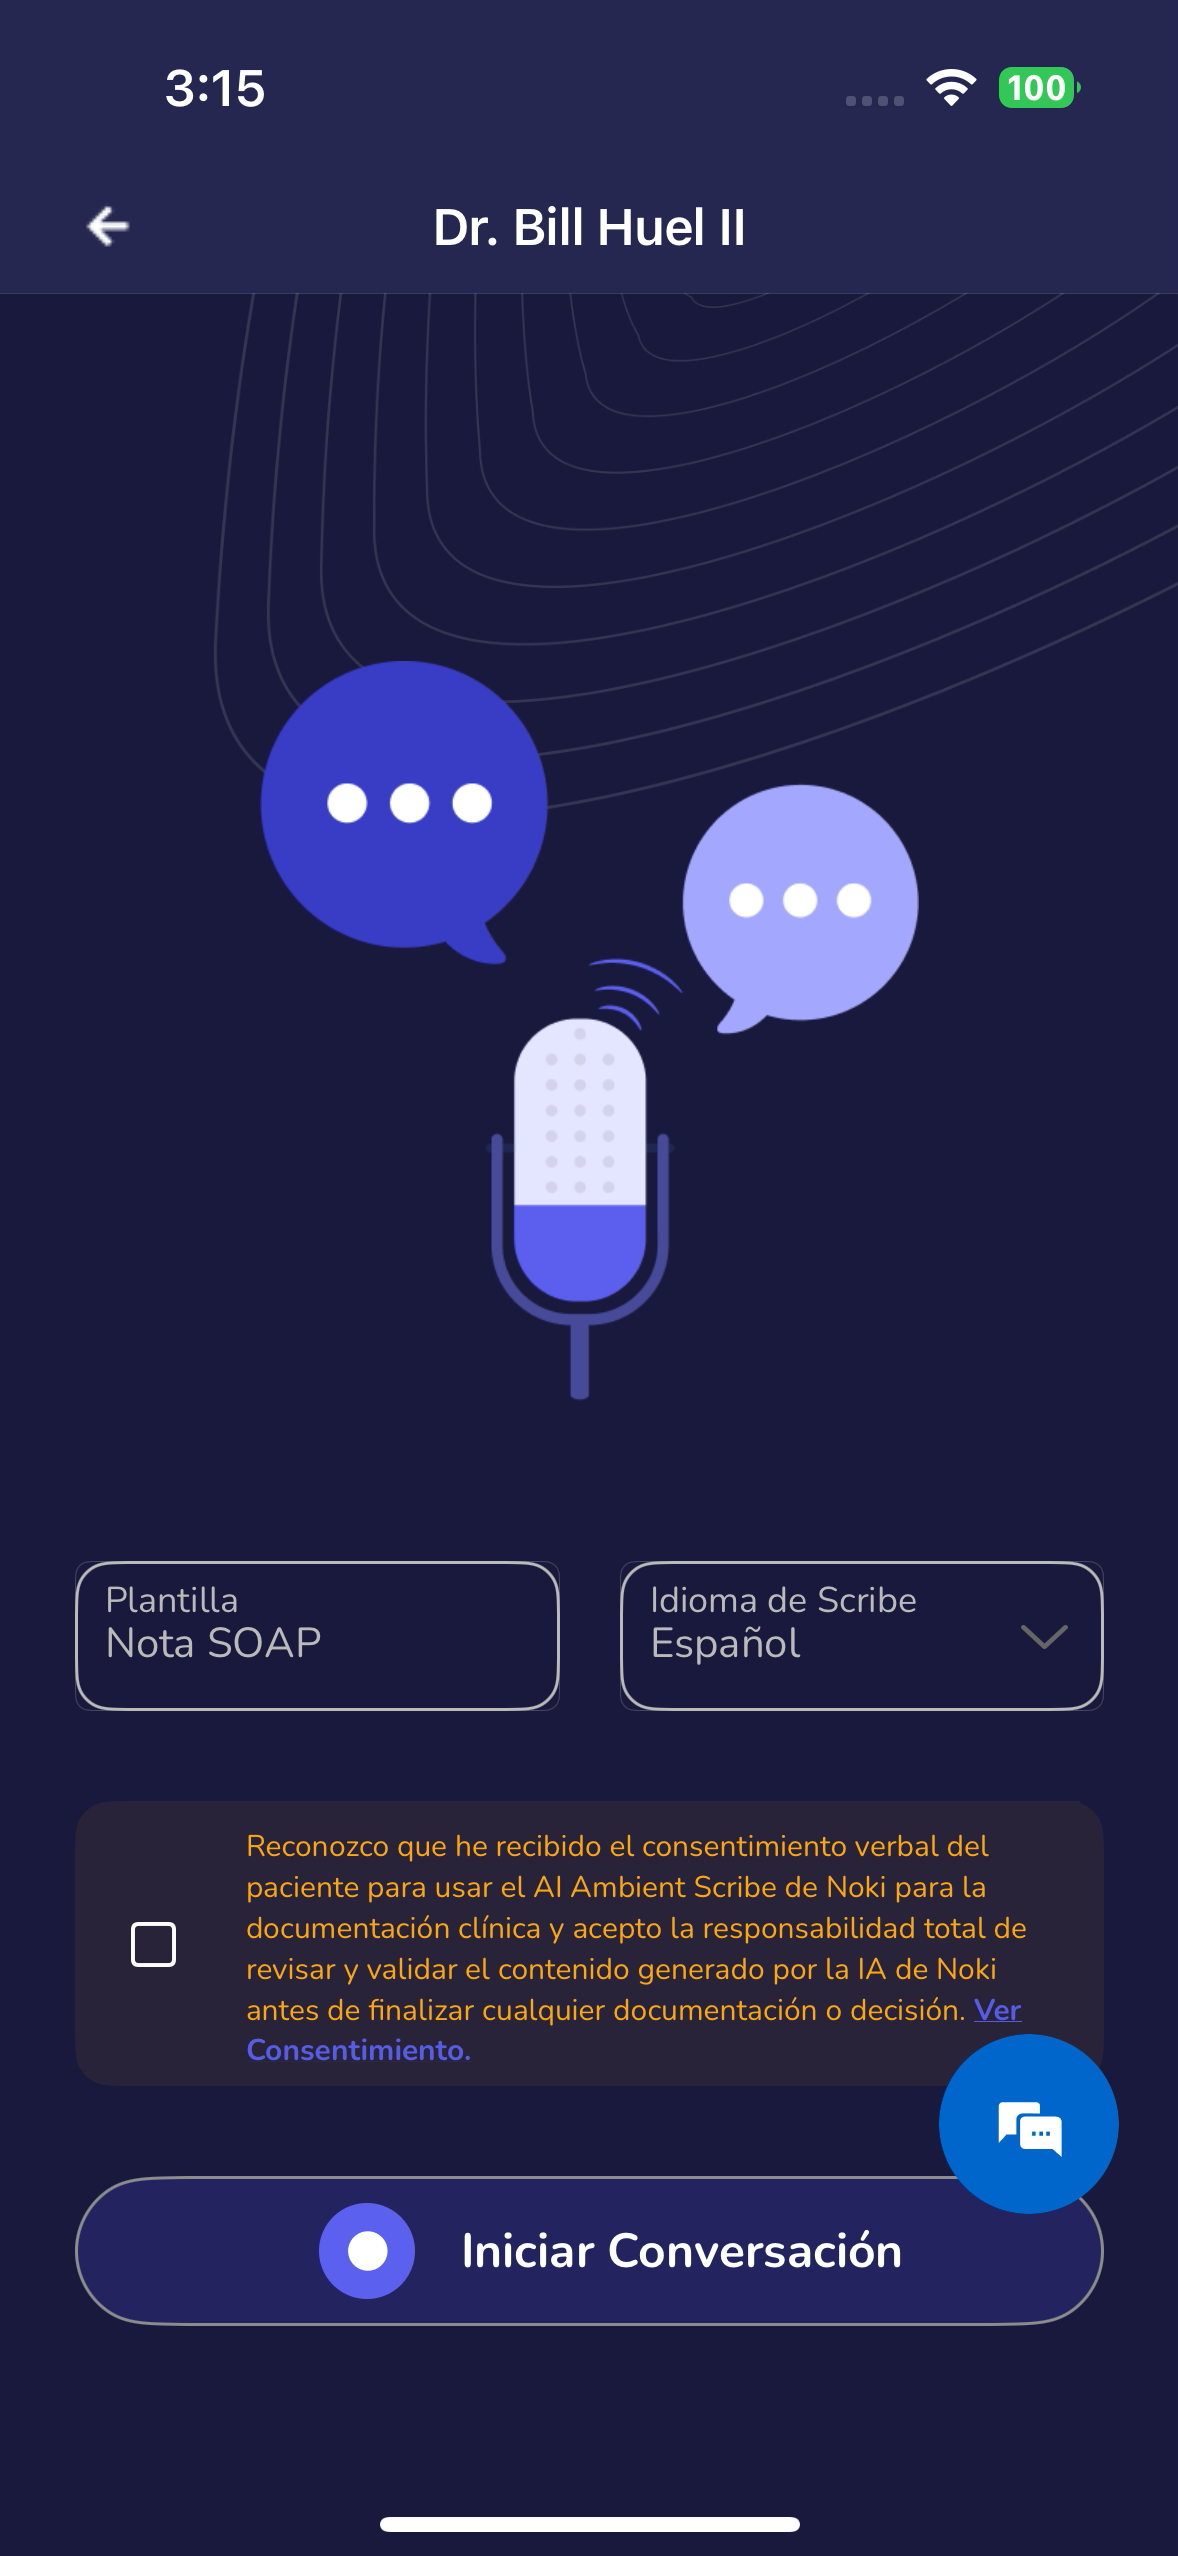 3:15
100
Dr. Bill Huel II
Plantilla
Nota SOAP
Idioma de Scribe
Español
Reconozco que he recibido el consentimiento verbal del
paciente para usar el AI Ambient Scribe de Noki para la
documentación clínica y acepto la responsabilidad total de
revisar y validar el contenido generado por la IA de Noki
antes de finalizar cualquier documentación o decisión. Ver
Consentimiento.
Iniciar Conversación